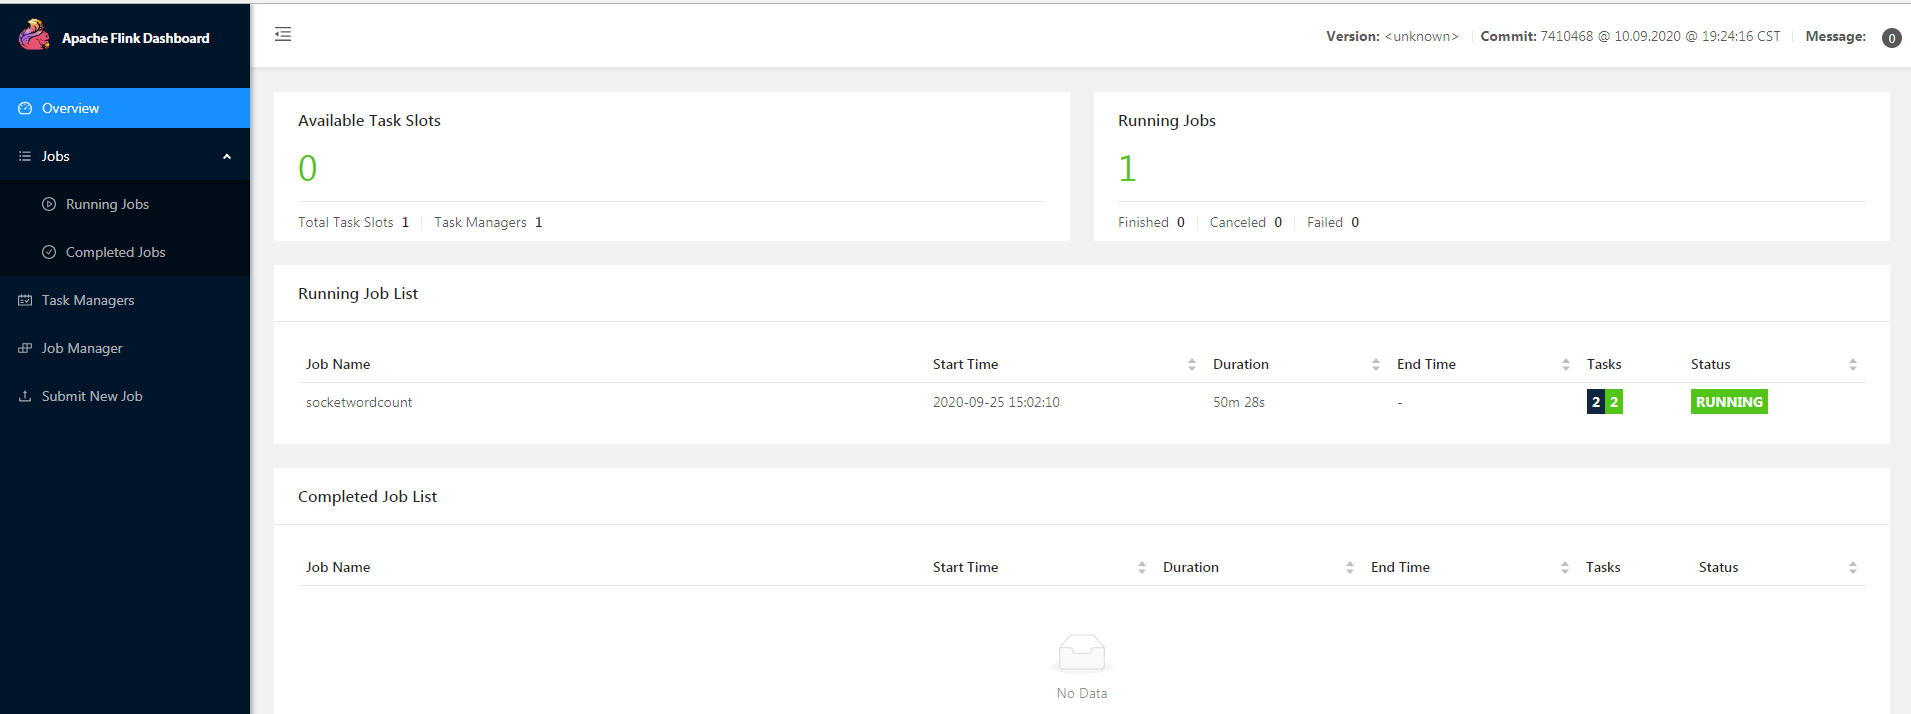 Apache Flink Dashboard
Version: <unknown> Commit: 7410468 @ 10.09.2020 @ 19:24:16 CST Message: 0
Overview
Jobs
Running Jobs
Completed Jobs
Task Managers
Job Manager
Submit New Job
Available Task Slots
0
Total Task Slots 1 Task Managers 1
Running Jobs
1
Finished 0 Canceled 0 Failed 0
Running Job List
Job Name Start Time Duration End Time Tasks Status
socketwordcount 2020-09-25 15:02:10 50m 28s - 2 2 RUNNING
Completed Job List
Job Name Start Time Duration End Time Tasks Status
No Data